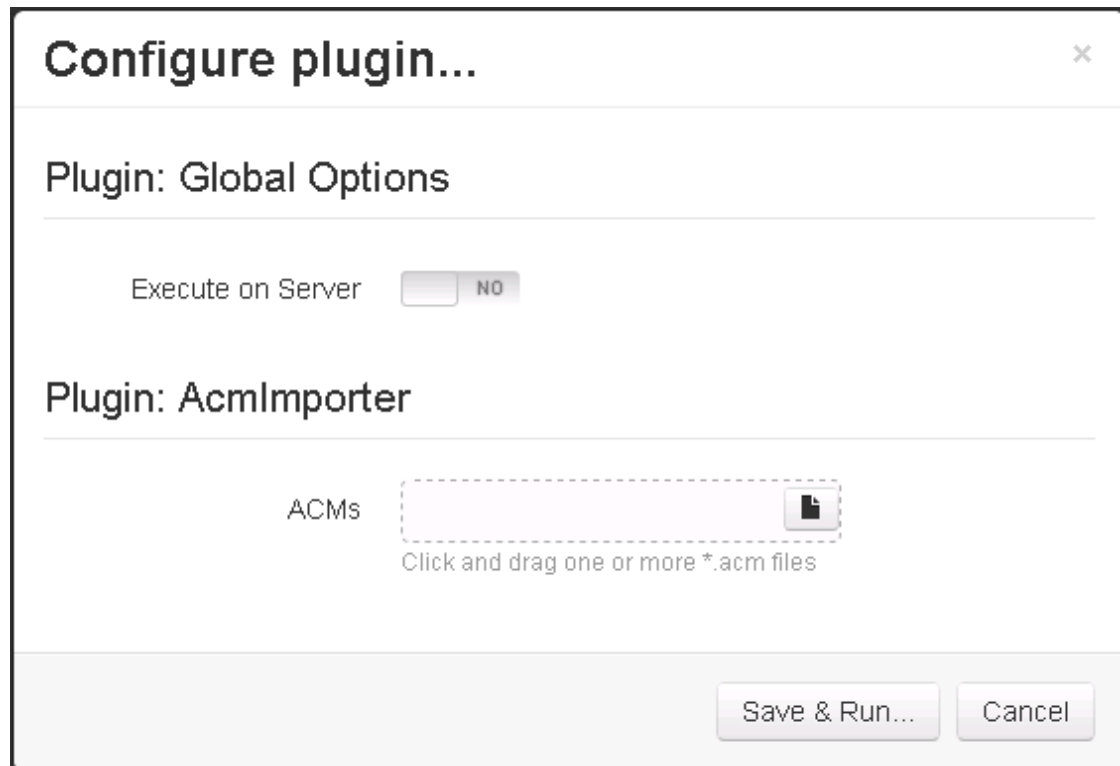 Configure plugin...
×
Plugin: Global Options
Execute on Server NO
Plugin: AcmImporter
ACMs
Click and drag one or more *.acm files
Save & Run... Cancel